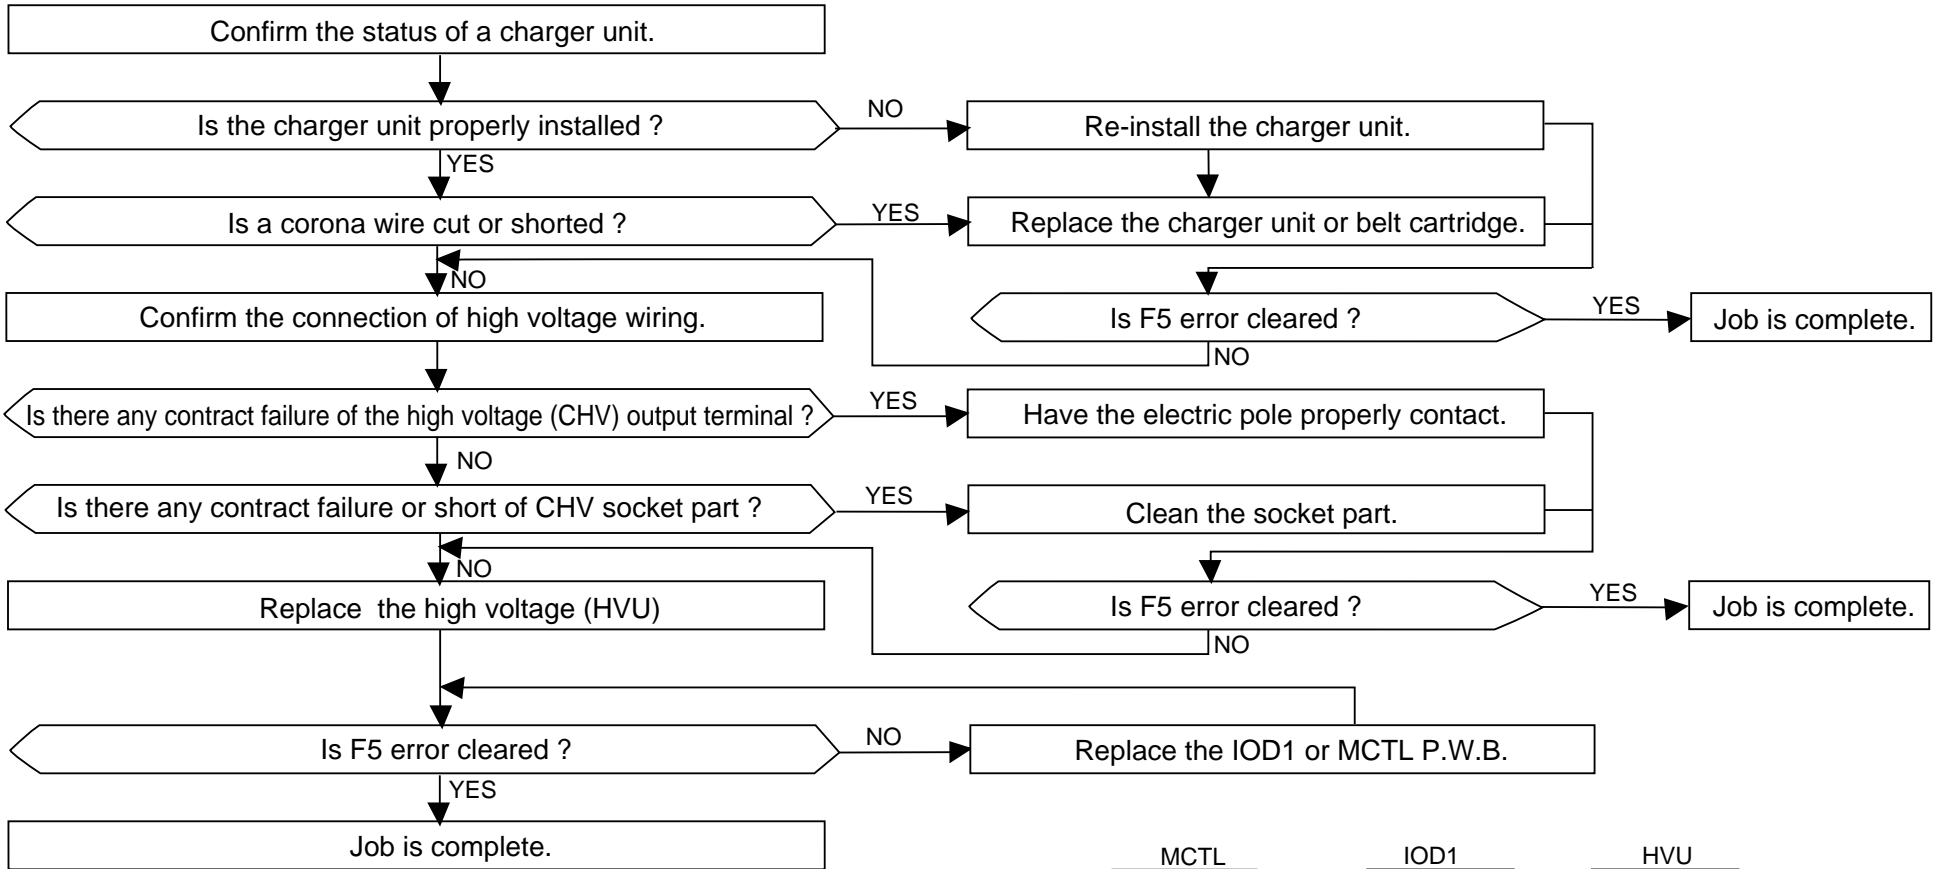 Confirm the status of a charger unit.
Is the charger unit properly installed ?
NO
Re-install the charger unit.
YES
Is a corona wire cut or shorted ?
YES
Replace the charger unit or belt cartridge.
NO
Confirm the connection of high voltage wiring.
Is F5 error cleared ?
YES
Job is complete.
NO
Is there any contract failure of the high voltage (CHV) output terminal ?
YES
Have the electric pole properly contact.
NO
Is there any contract failure or short of CHV socket part ?
YES
Clean the socket part.
NO
Replace the high voltage (HVU)
Is F5 error cleared ?
YES
Job is complete.
NO
Is F5 error cleared ?
NO
Replace the IOD1 or MCTL P.W.B.
YES
Job is complete.
MCTL
IOD1
HVU